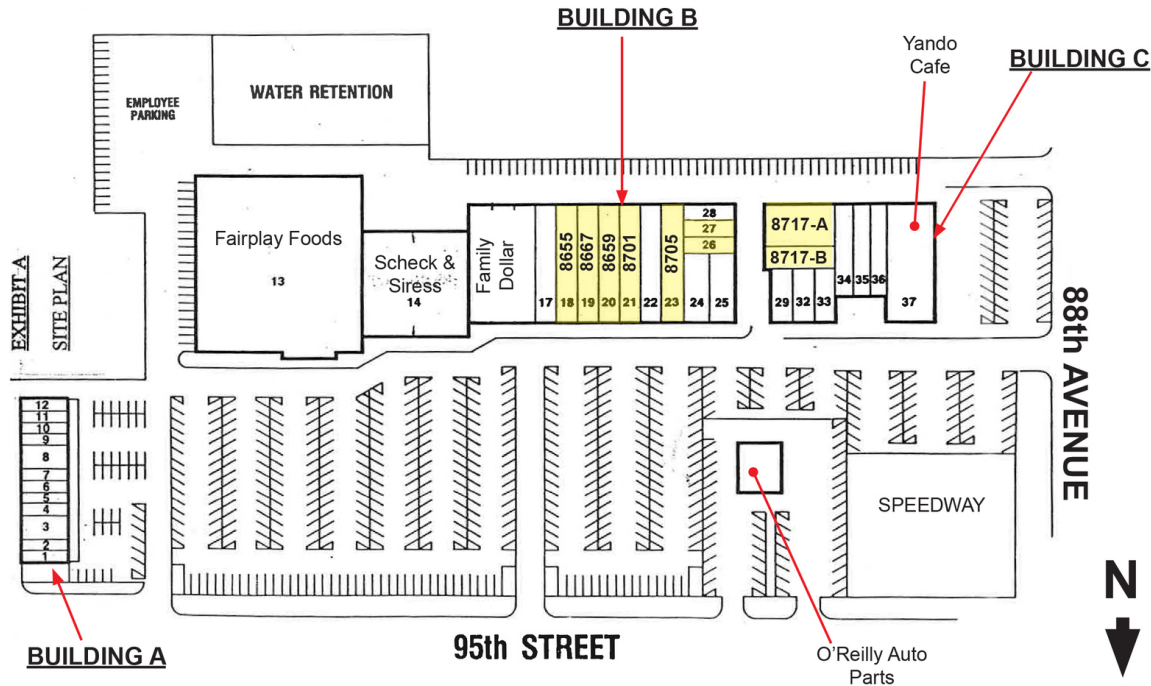 BUILDING B
Yando
Cafe
BUILDING C
EMPLOYEE
PARKING
WATER RETENTION
Fairplay Foods
13
Scheck &
Siress
14
Family
Dollar
17
8655
18
8667
19
8659
20
8701
21
22
8705
23
28
27
26
24
25
8717-A
8717-B
29
32
33
34
35
36
37
EXHIBIT A
SITE PLAN
88th AVENUE
12
11
10
9
8
7
6
5
4
3
2
1
SPEEDWAY
N
95th STREET
BUILDING A
O'Reilly Auto
Parts